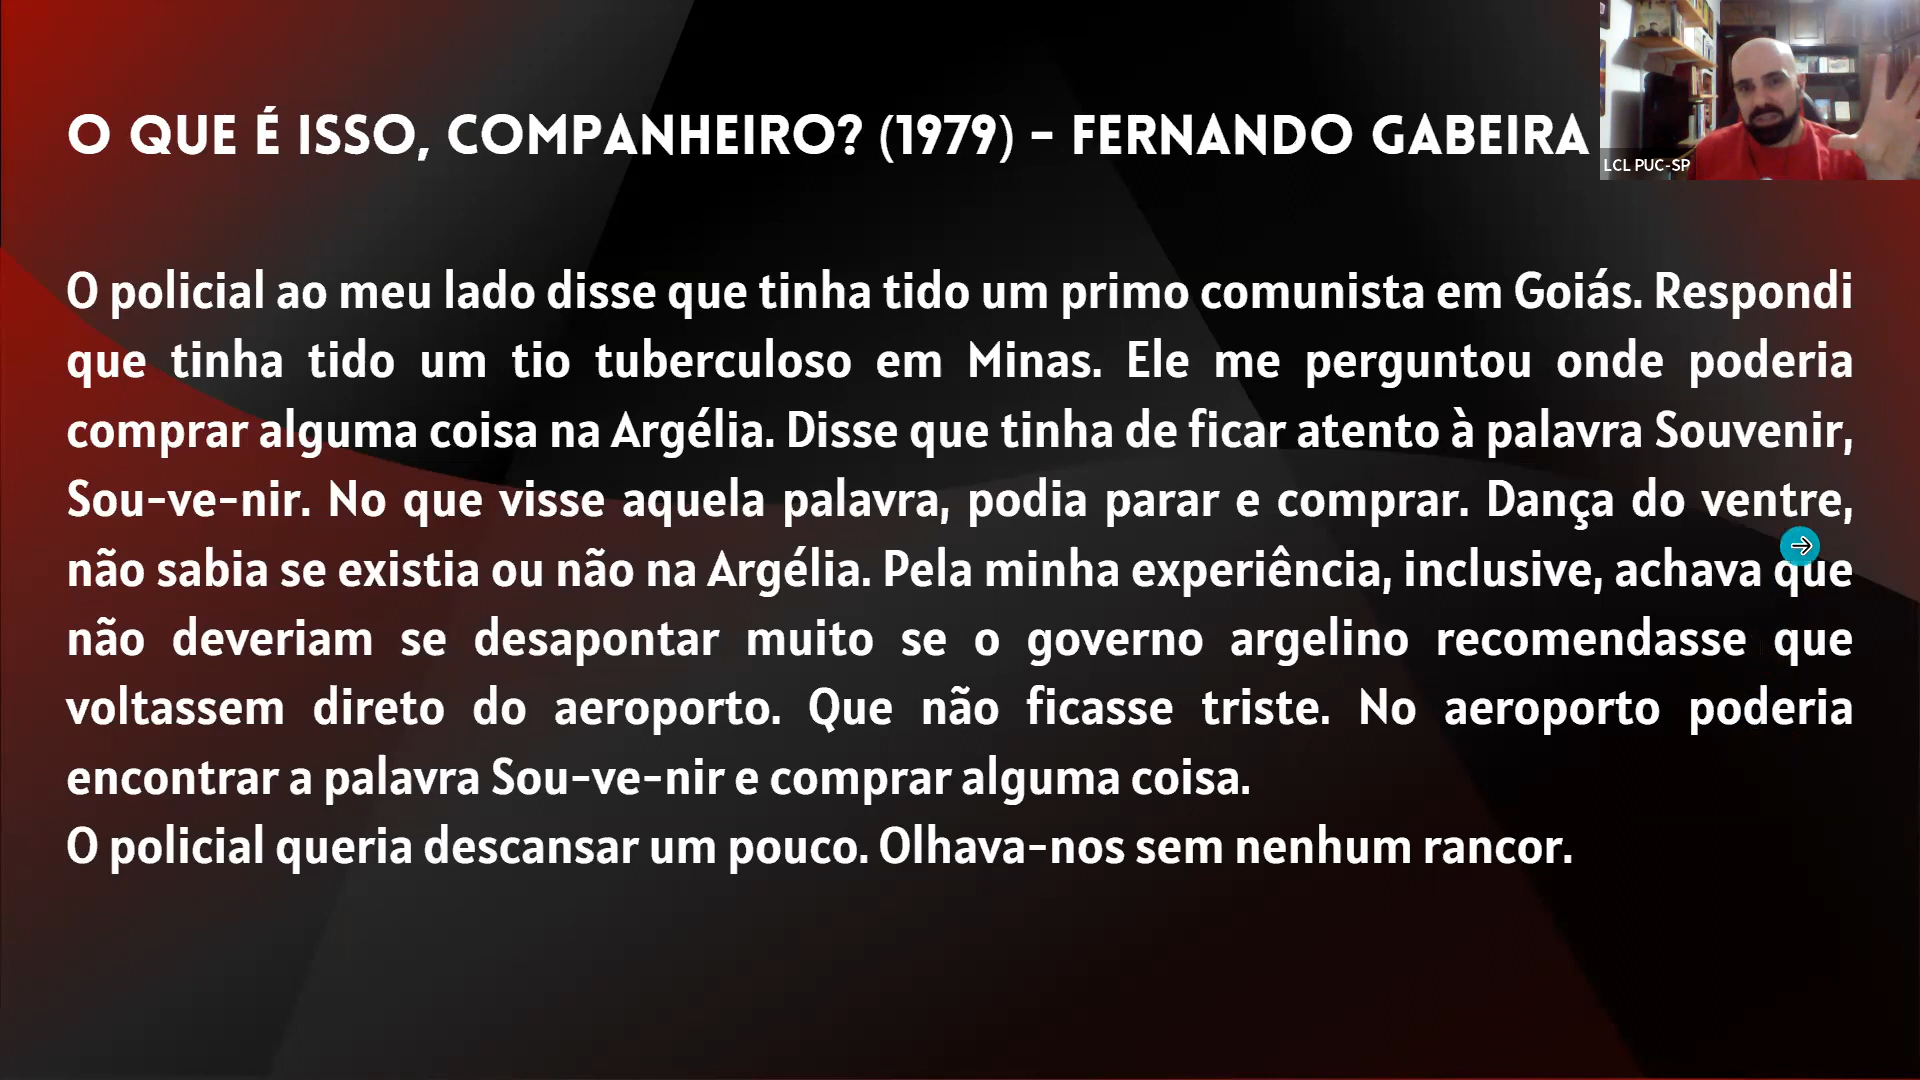 O QUE É ISSO, COMPANHEIRO? (1979) - FERNANDO GABEIRA
LCL PUC-SP
O policial ao meu lado disse que tinha tido um primo comunista em Goiás. Respondi
que tinha tido um tio tuberculoso em Minas. Ele me perguntou onde poderia
comprar alguma coisa na Argélia. Disse que tinha de ficar atento à palavra Souvenir,
Sou-ve-nir. No que visse aquela palavra, podia parar e comprar. Dança do ventre,
não sabia se existia ou não na Argélia. Pela minha experiência, inclusive, achava que
não deveriam se desapontar muito se o governo argelino recomendasse que
voltassem direto do aeroporto. Que não ficasse triste. No aeroporto poderia
encontrar a palavra Sou-ve-nir e comprar alguma coisa.
O policial queria descansar um pouco. Olhava-nos sem nenhum rancor.